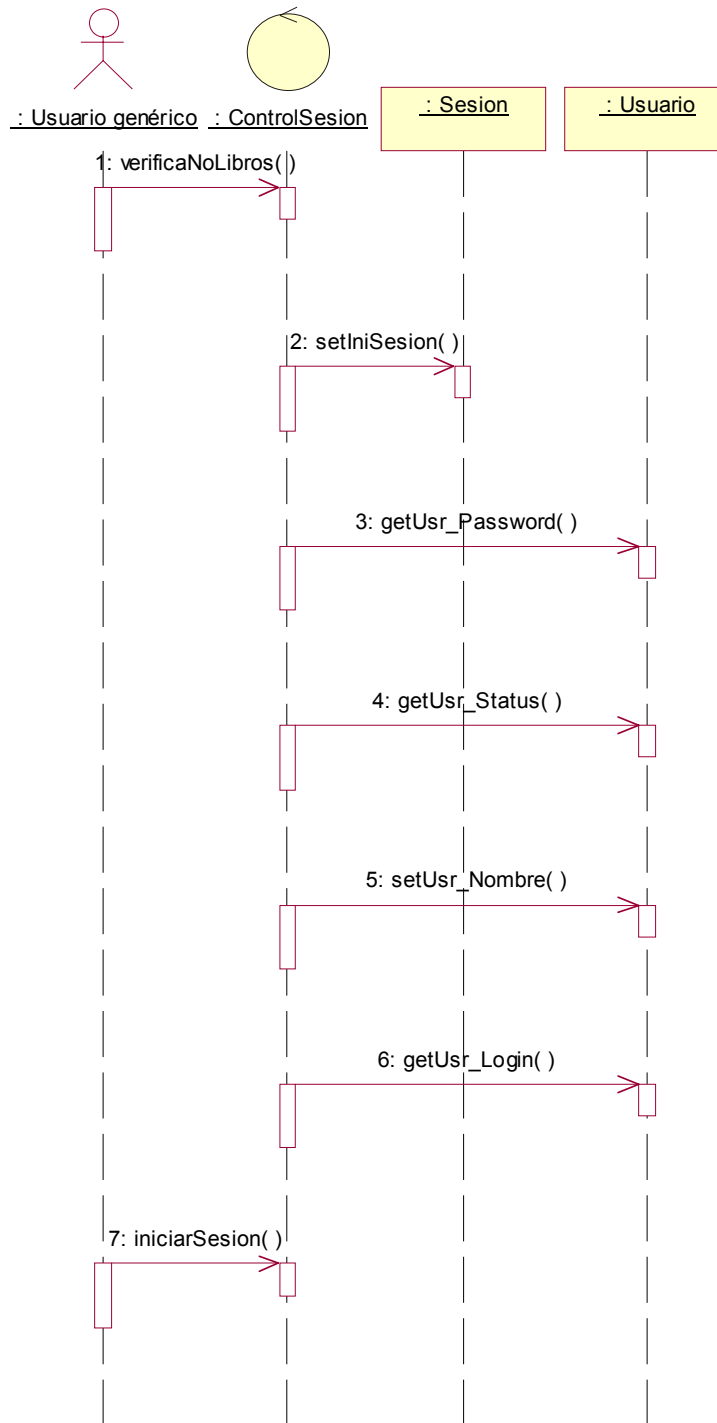 : Usuario genérico
: ControlSesion
: Sesion
: Usuario
1: verificaNoLibros( )
2: setIniSesion( )
3: getUsr_Password( )
4: getUsr_Status( )
5: setUsr_Nombre( )
6: getUsr_Login( )
7: iniciarSesion( )